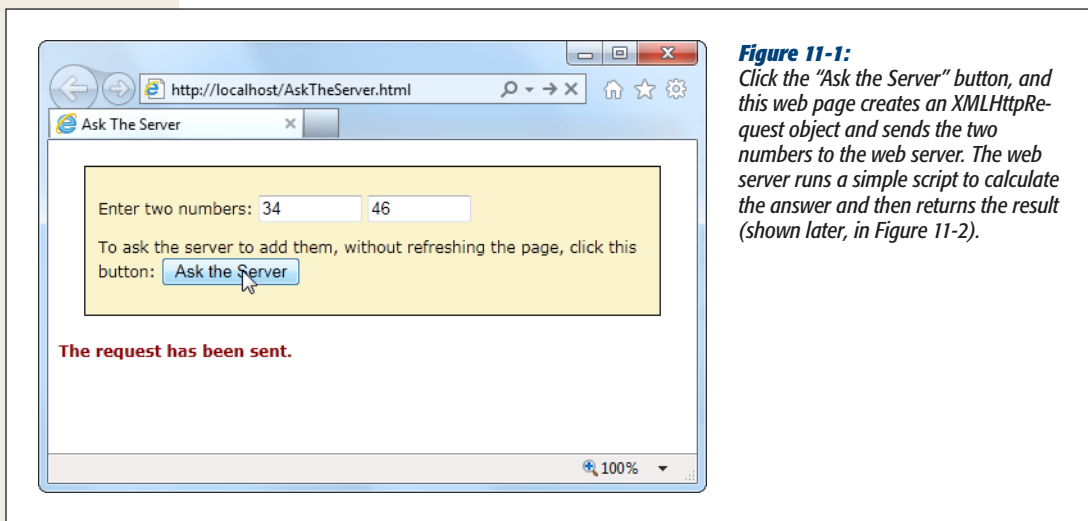 http://localhost/AskTheServer.html
Ask The Server
Enter two numbers: 34 46
To ask the server to add them, without refreshing the page, click this
button: Ask the Server
The request has been sent.
100%
Figure 11-1:
Click the “Ask the Server” button, and
this web page creates an XMLHttpRe-
quest object and sends the two
numbers to the web server. The web
server runs a simple script to calculate
the answer and then returns the result
(shown later, in Figure 11-2).